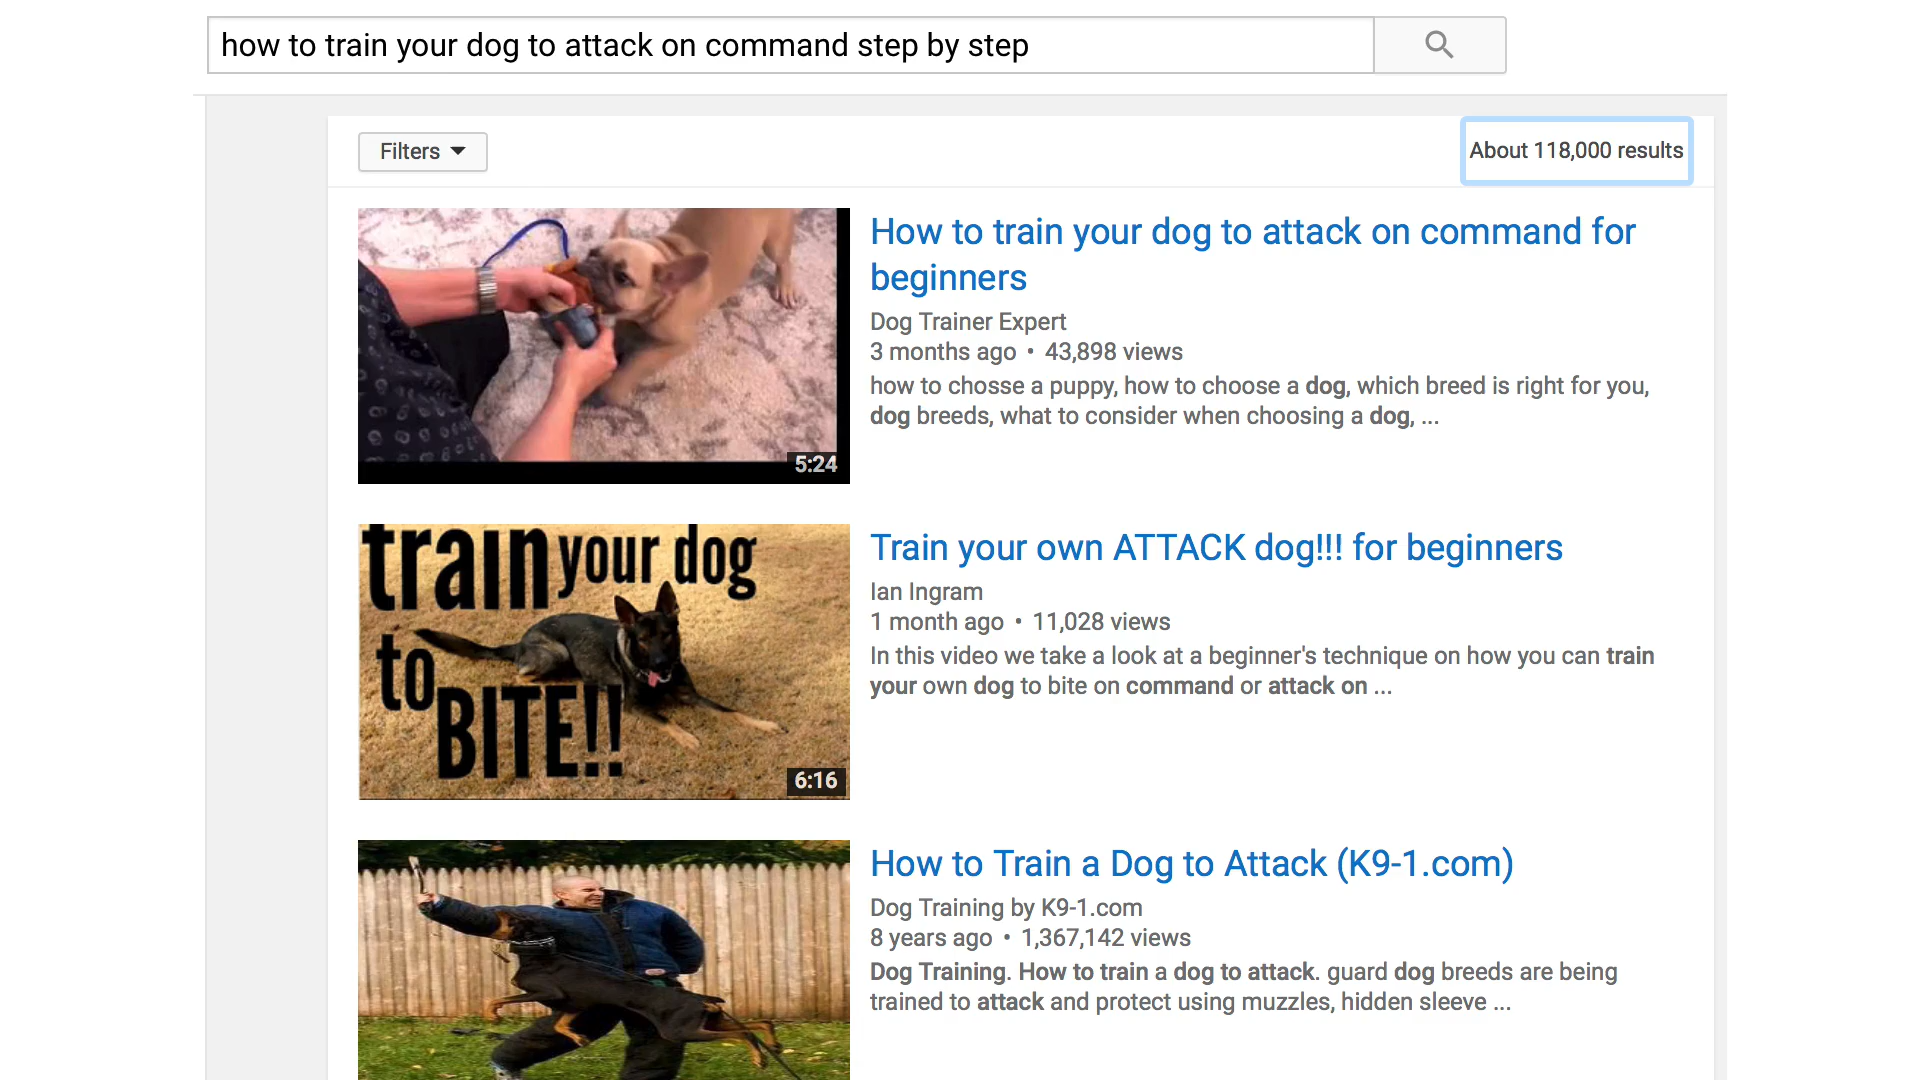 how to train your dog to attack on command step by step
Filters
About 118,000 results
How to train your dog to attack on command for
beginners
Dog Trainer Expert
3 months ago • 43,898 views
how to chosse a puppy, how to choose a dog, which breed is right for you,
dog breeds, what to consider when choosing a dog, ...
5:24
train your dog
to
BITE!!
6:16
Train your own ATTACK dog!!! for beginners
Ian Ingram
1 month ago • 11,028 views
In this video we take a look at a beginner's technique on how you can train
your own dog to bite on command or attack on ...
How to Train a Dog to Attack (K9-1.com)
Dog Training by K9-1.com
8 years ago • 1,367,142 views
Dog Training. How to train a dog to attack. guard dog breeds are being
trained to attack and protect using muzzles, hidden sleeve ...